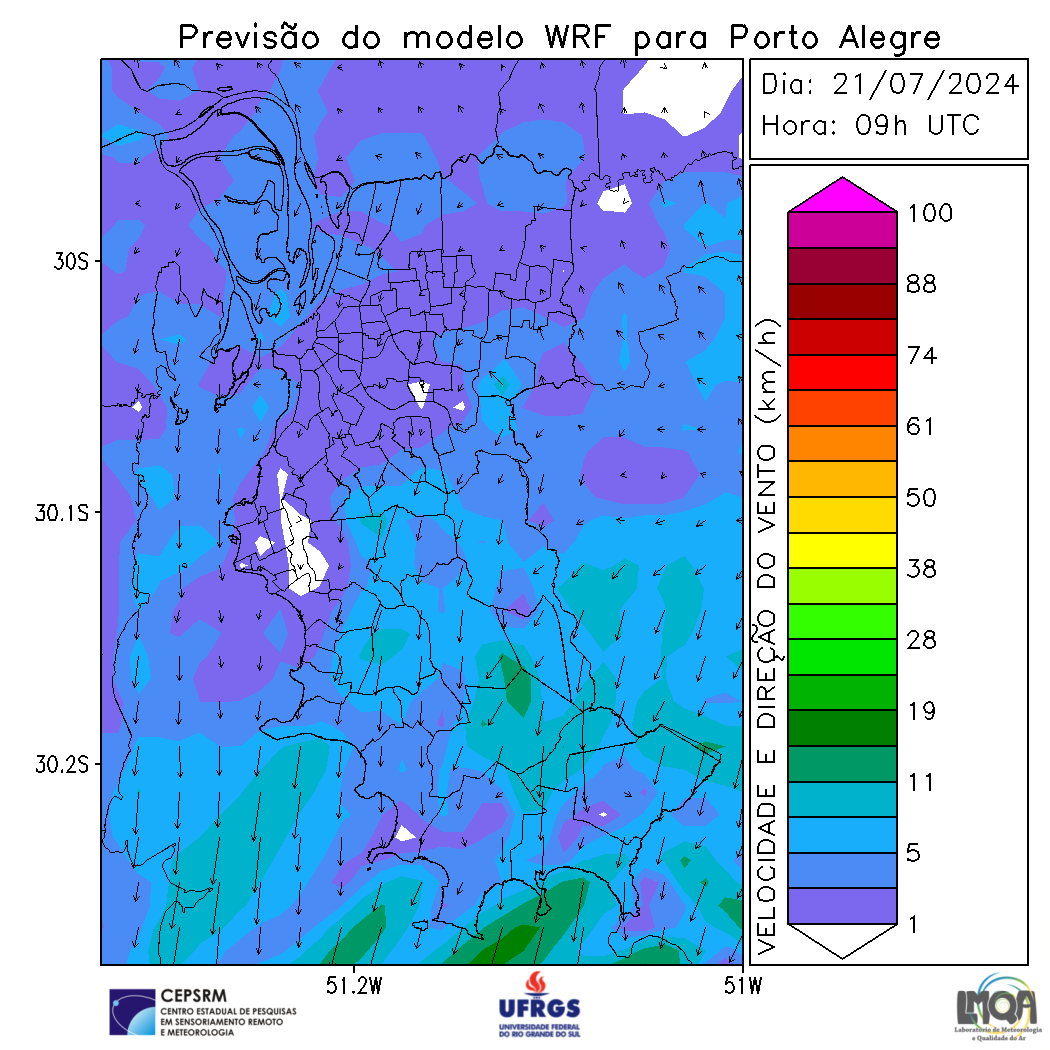 Previsão do modelo WRF para Porto Alegre
Dia: 21/07/2024
Hora: 09h UTC
30S
30.1S
30.2S
51.2W
51W
VELOCIDADE E DIREÇÃO DO VENTO (km/h)
100
88
74
61
50
38
28
19
11
5
1
CEPSRM
CENTRO ESTADUAL DE PESQUISAS
EM SENSORIAMENTO REMOTO
E METEOROLOGIA
UFRGS
UNIVERSIDADE FEDERAL
DO RIO GRANDE DO SUL
LMQA
Laboratório de Meteorologia
e Qualidade do Ar